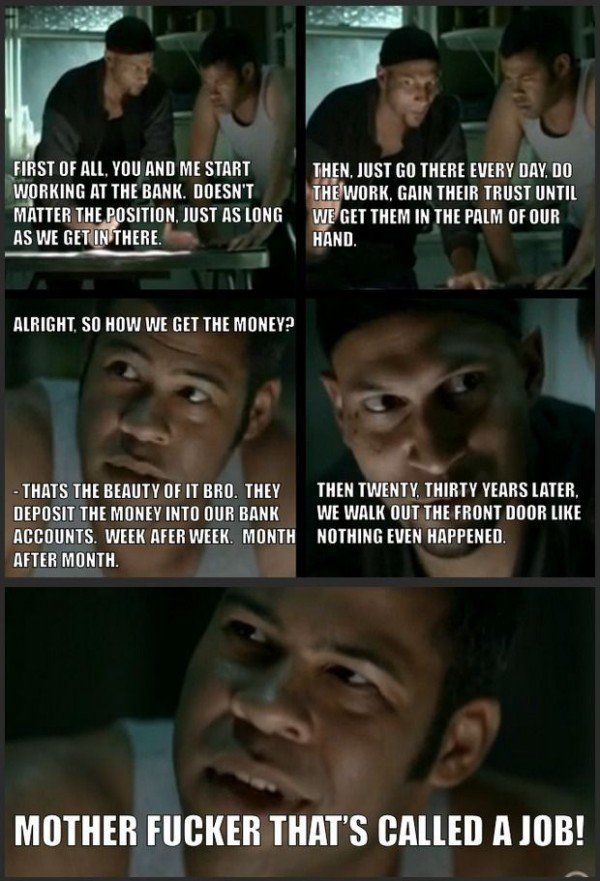 FIRST OF ALL, YOU AND ME START
WORKING AT THE BANK. DOESN'T
MATTER THE POSITION, JUST AS LONG
AS WE GET IN THERE.
THEN, JUST GO THERE EVERY DAY, DO
THE WORK, GAIN THEIR TRUST UNTIL
WE GET THEM IN THE PALM OF OUR
HAND.
ALRIGHT, SO HOW WE GET THE MONEY?
- THATS THE BEAUTY OF IT BRO. THEY
DEPOSIT THE MONEY INTO OUR BANK
ACCOUNTS. WEEK AFER WEEK. MONTH
AFTER MONTH.
THEN TWENTY, THIRTY YEARS LATER,
WE WALK OUT THE FRONT DOOR LIKE
NOTHING EVEN HAPPENED.
MOTHER FUCKER THAT'S CALLED A JOB!